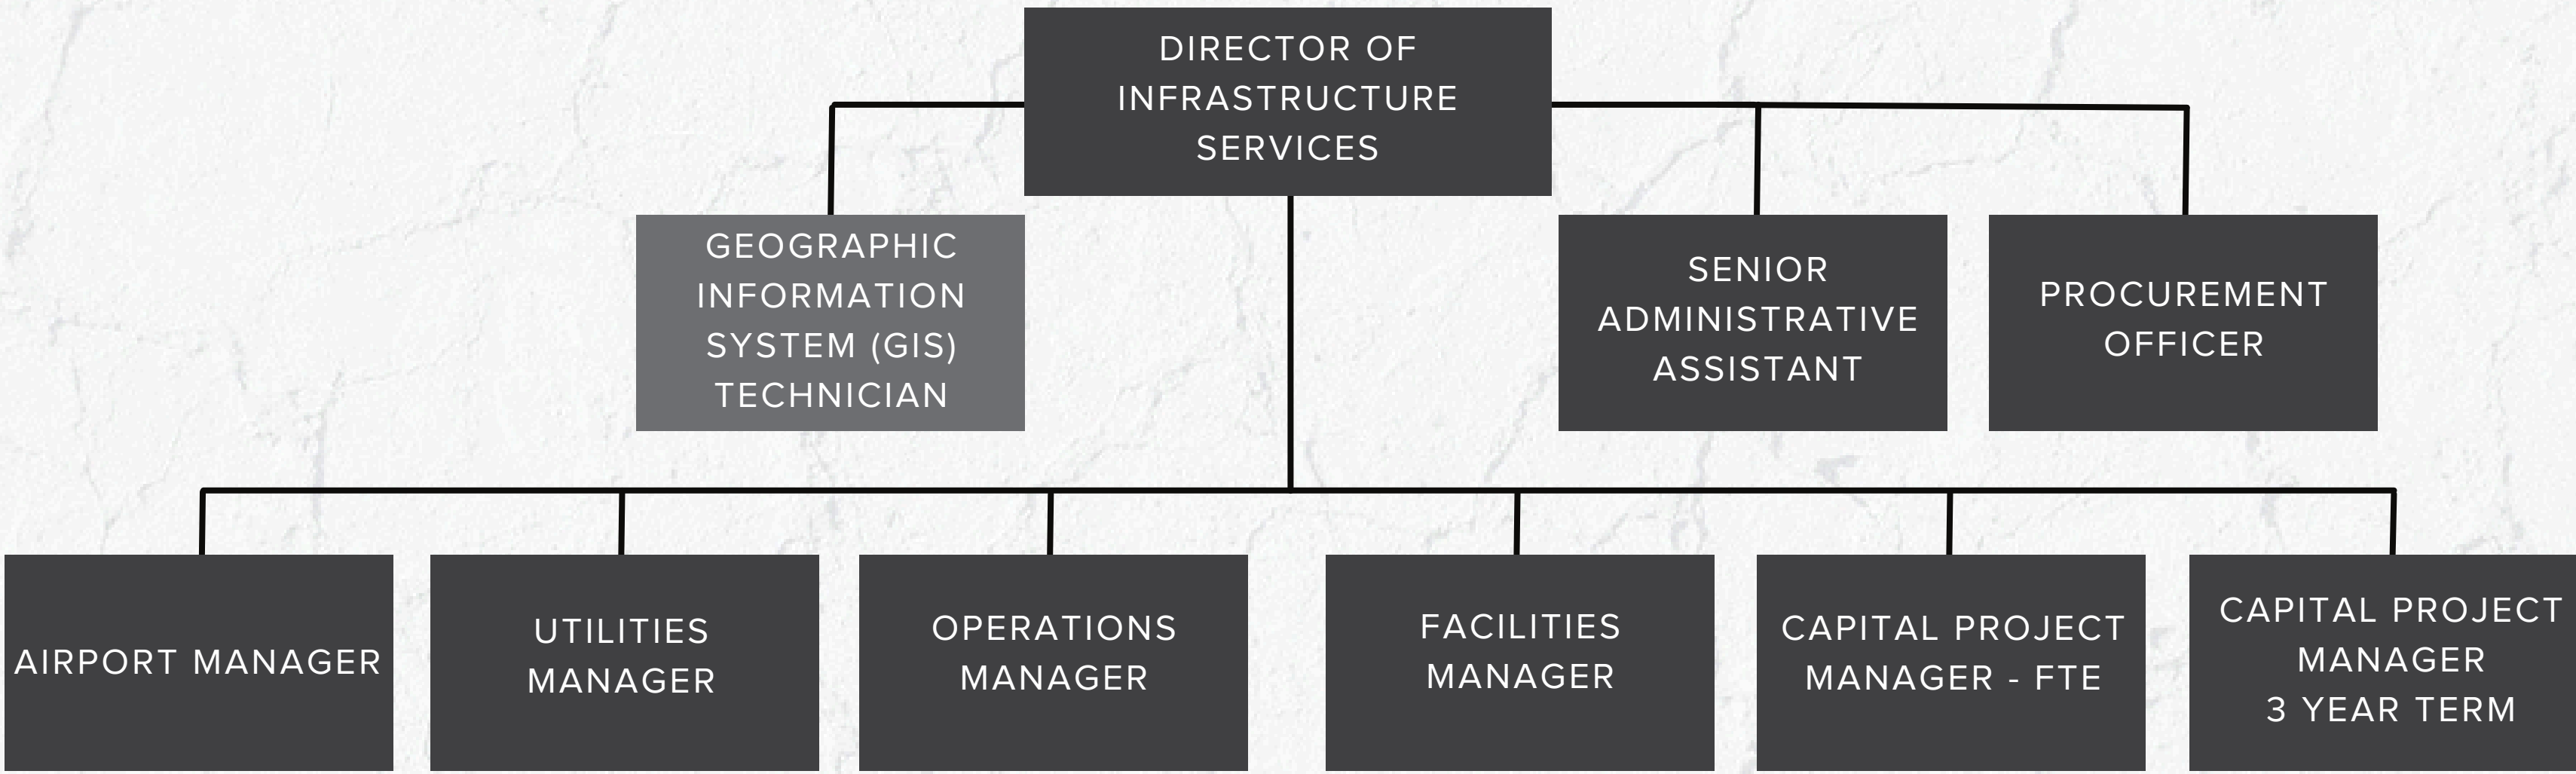 DIRECTOR OF
INFRASTRUCTURE
SERVICES
GEOGRAPHIC
INFORMATION
SYSTEM (GIS)
TECHNICIAN
SENIOR
ADMINISTRATIVE
ASSISTANT
PROCUREMENT
OFFICER
AIRPORT MANAGER
UTILITIES
MANAGER
OPERATIONS
MANAGER
FACILITIES
MANAGER
CAPITAL PROJECT
MANAGER - FTE
CAPITAL PROJECT
MANAGER
3 YEAR TERM